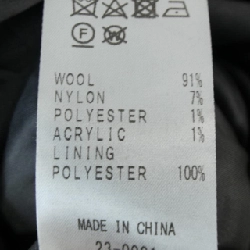 F
WOOL 91%
NYLON 7%
POLYESTER 1%
ACRYLIC 1%
LINING
POLYESTER 100%
MADE IN CHINA